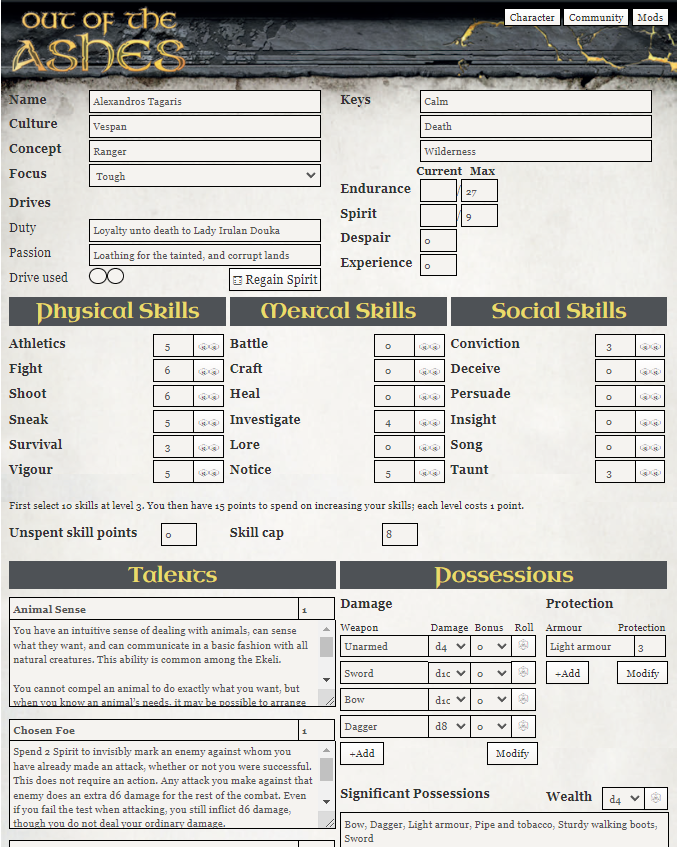 OUT OF THE
ASHES
Character
Community
Mods
Name
Alexandros Tagaris
Culture
Vespan
Concept
Ranger
Focus
Tough
Drives
Duty
Loyalty unto death to Lady Irulan Douka
Passion
Loathing for the tainted, and corrupt lands
Drive used
Regain Spirit
Keys
Calm
Death
Wilderness
Current Max
Endurance / 27
Spirit / 9
Despair 0
Experience 0
Physical Skills
Athletics 5
Fight 6
Shoot 6
Sneak 5
Survival 3
Vigour 5
Mental Skills
Battle 0
Craft 0
Heal 0
Investigate 4
Lore 0
Notice 5
Social Skills
Conviction 3
Deceive 0
Persuade 0
Insight 0
Song 0
Taunt 3
First select 10 skills at level 3. You then have 15 points to spend on increasing your skills; each level costs 1 point.
Unspent skill points 0
Skill cap 8
Talents
Animal Sense 1
You have an intuitive sense of dealing with animals, can sense
what they want, and can communicate in a basic fashion with all
natural creatures. This ability is common among the Ekeli.
You cannot compel an animal to do exactly what you want, but
when you know an animal's needs, it may be possible to arrange
Chosen Foe 1
Spend 2 Spirit to invisibly mark an enemy against whom you
have already made an attack, whether or not you were successful.
This does not require an action. Any attack you make against that
enemy does an extra d6 damage for the rest of the combat. Even
if you fail the test when attacking, you still inflict d6 damage,
though you do not deal your ordinary damage.
Possessions
Damage
Weapon Damage Bonus Roll
Unarmed d4 0
Sword d10 0
Bow d10 0
Dagger d8 0
+Add
Modify
Protection
Armour Protection
Light armour 3
+Add
Modify
Significant Possessions
Wealth d4
Bow, Dagger, Light armour, Pipe and tobacco, Sturdy walking boots,
Sword